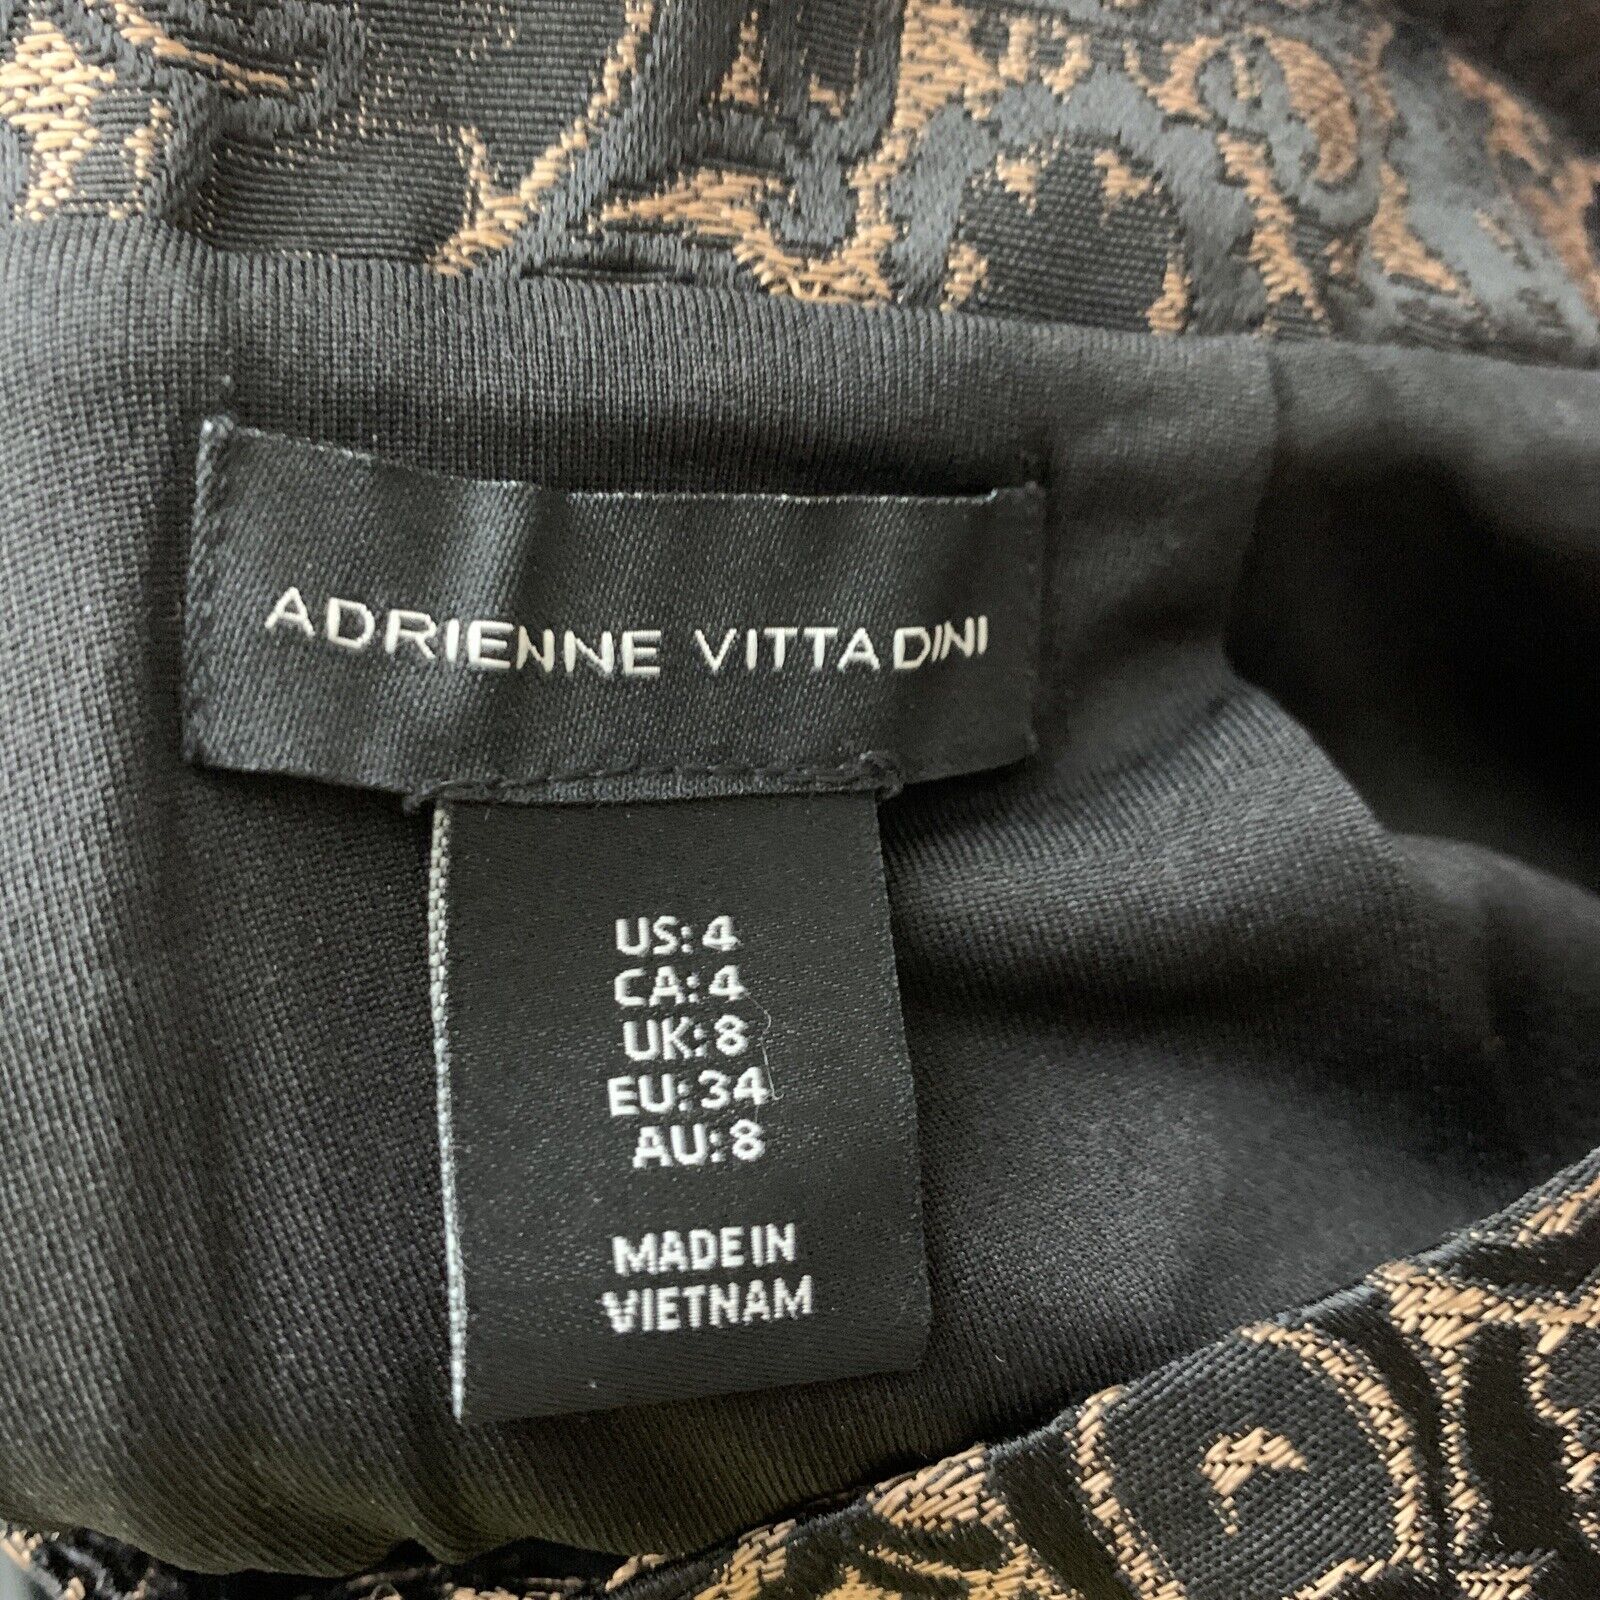 ADRIENNE VITTADINI
US: 4
CA: 4
UK: 8
EU: 34
AU: 8
MADE IN
VIETNAM